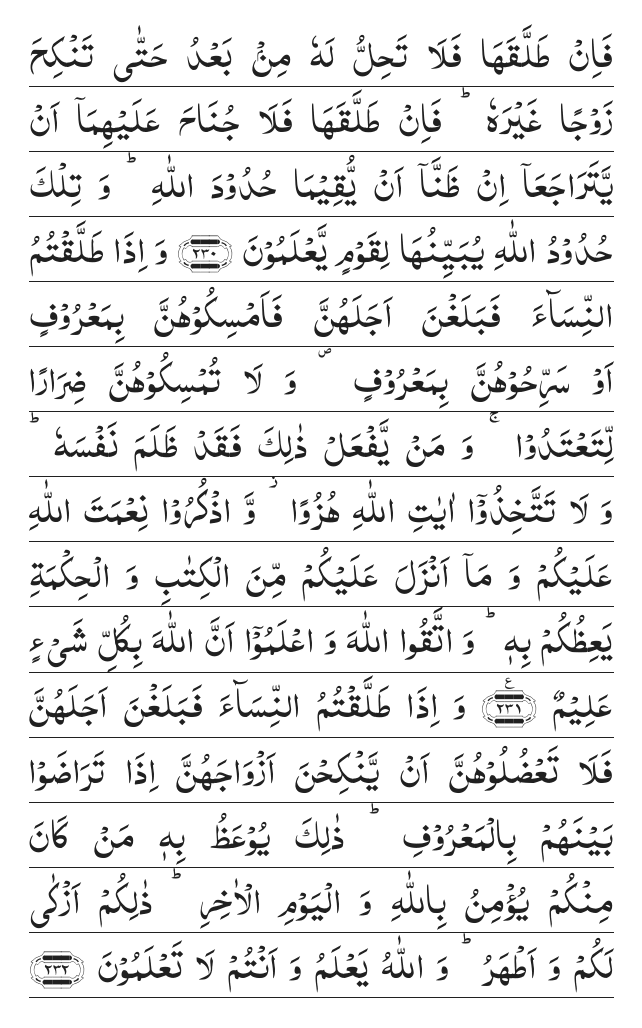 فَاِنۡ طَلَّقَهَا فَلَا تَحِلُّ لَهٗ مِنۡۢ بَعۡدُ حَتّٰى تَنۡكِحَ
زَوۡجًا غَيۡرَهٗ ؕ فَاِنۡ طَلَّقَهَا فَلَا جُنَاحَ عَلَيۡهِمَاۤ اَنۡ
يَّتَرَاجَعَاۤ اِنۡ ظَنَّاۤ اَنۡ يُّقِيۡمَا حُدُوۡدَ اللّٰهِ ؕ وَ تِلۡكَ
حُدُوۡدُ اللّٰهِ يُبَيِّنُهَا لِقَوۡمٍ يَّعۡلَمُوۡنَ ﴿۲۳۰﴾ وَ اِذَا طَلَّقۡتُمُ
النِّسَآءَ فَبَلَغۡنَ اَجَلَهُنَّ فَاَمۡسِكُوۡهُنَّ بِمَعۡرُوۡفٍ
اَوۡ سَرِّحُوۡهُنَّ بِمَعۡرُوۡفٍ ۪ وَ لَا تُمۡسِكُوۡهُنَّ ضِرَارًا
لِّتَعۡتَدُوۡا ۚ وَ مَنۡ يَّفۡعَلۡ ذٰلِكَ فَقَدۡ ظَلَمَ نَفۡسَهٗ ؕ
وَ لَا تَتَّخِذُوۡۤا اٰيٰتِ اللّٰهِ هُزُوًا ۫ وَّ اذۡكُرُوۡا نِعۡمَتَ اللّٰهِ
عَلَيۡكُمۡ وَ مَاۤ اَنۡزَلَ عَلَيۡكُمۡ مِّنَ الۡكِتٰبِ وَ الۡحِكۡمَةِ
يَعِظُكُمۡ بِهٖ ؕ وَ اتَّقُوا اللّٰهَ وَ اعۡلَمُوۡۤا اَنَّ اللّٰهَ بِكُلِّ شَىۡءٍ
عَلِيۡمٌ ﴿۲۳۱﴾ٛ وَ اِذَا طَلَّقۡتُمُ النِّسَآءَ فَبَلَغۡنَ اَجَلَهُنَّ
فَلَا تَعۡضُلُوۡهُنَّ اَنۡ يَّنۡكِحۡنَ اَزۡوَاجَهُنَّ اِذَا تَرَاضَوۡا
بَيۡنَهُمۡ بِالۡمَعۡرُوۡفِ ؕ ذٰلِكَ يُوۡعَظُ بِهٖ مَنۡ كَانَ
مِنۡكُمۡ يُؤۡمِنُ بِاللّٰهِ وَ الۡيَوۡمِ الۡاٰخِرِ ؕ ذٰلِكُمۡ اَزۡكٰى
لَكُمۡ وَ اَطۡهَرُ ؕ وَ اللّٰهُ يَعۡلَمُ وَ اَنۡتُمۡ لَا تَعۡلَمُوۡنَ ﴿۲۳۲﴾